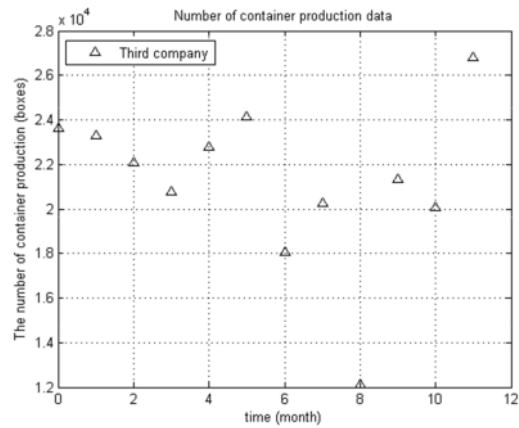 Number of container production data
x 10^4
2.8
2.6
2.4
2.2
2
1.8
1.6
1.4
1.2
The number of container production (boxes)
Third company
0 2 4 6 8 10 12
time (month)